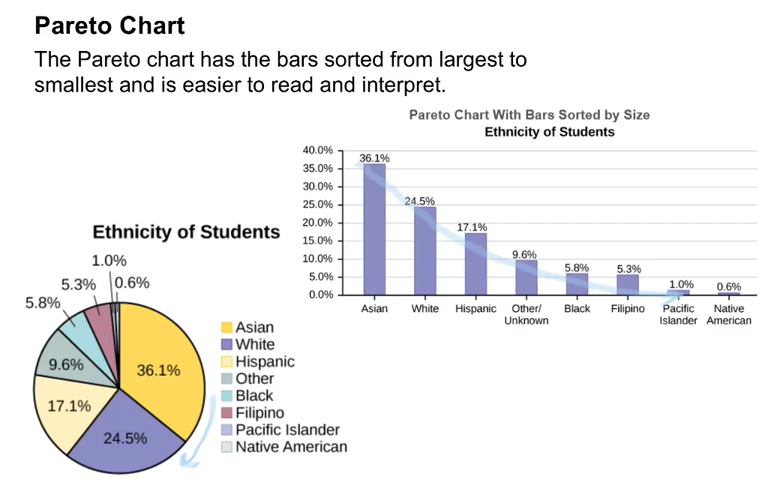 Pareto Chart
The Pareto chart has the bars sorted from largest to
smallest and is easier to read and interpret.
Pareto Chart With Bars Sorted by Size
Ethnicity of Students
40.0%
35.0%
30.0%
25.0%
20.0%
15.0%
10.0%
5.0%
0.0%
36.1%
24.5%
17.1%
9.6%
5.8%
5.3%
1.0%
0.6%
Asian White Hispanic Other/ Black Filipino Pacific Native
Unknown Islander American
Ethnicity of Students
1.0%
5.3% 0.6%
5.8%
9.6% 36.1%
17.1%
24.5%
Asian
White
Hispanic
Other
Black
Filipino
Pacific Islander
Native American